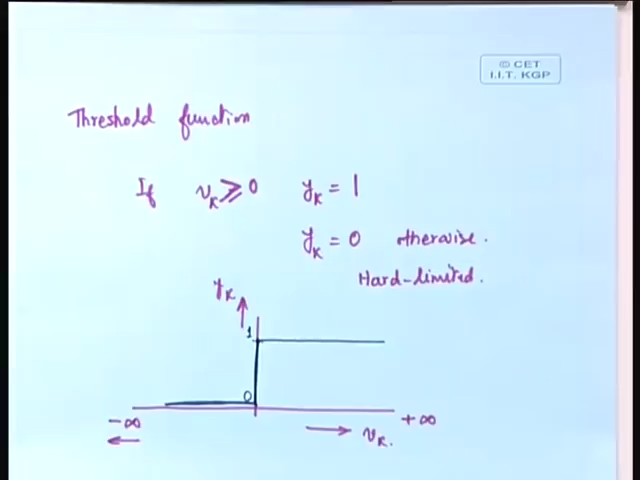 © CET
I.I.T. KGP
Threshold function
If v_K ≥ 0 y_K = 1
y_K = 0 otherwise.
Hard-limited.
y_K
1
0
-∞
+∞
v_K.